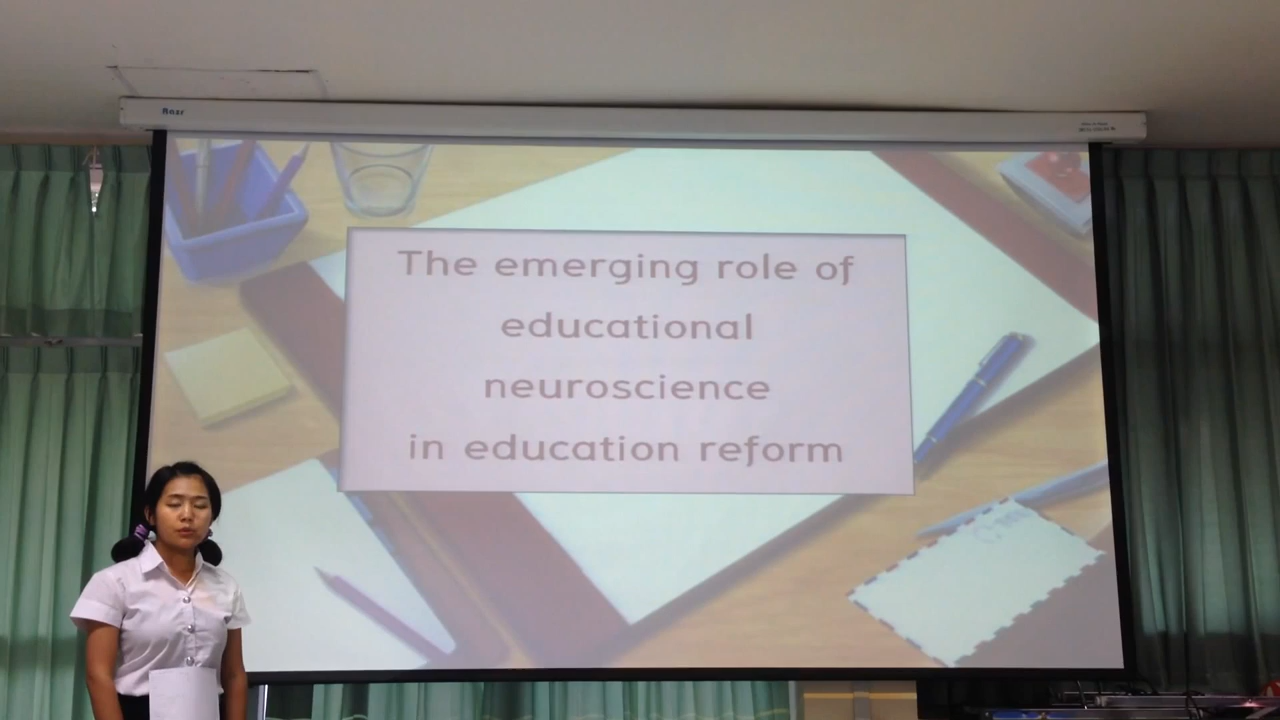 The emerging role of
educational
neuroscience
in education reform